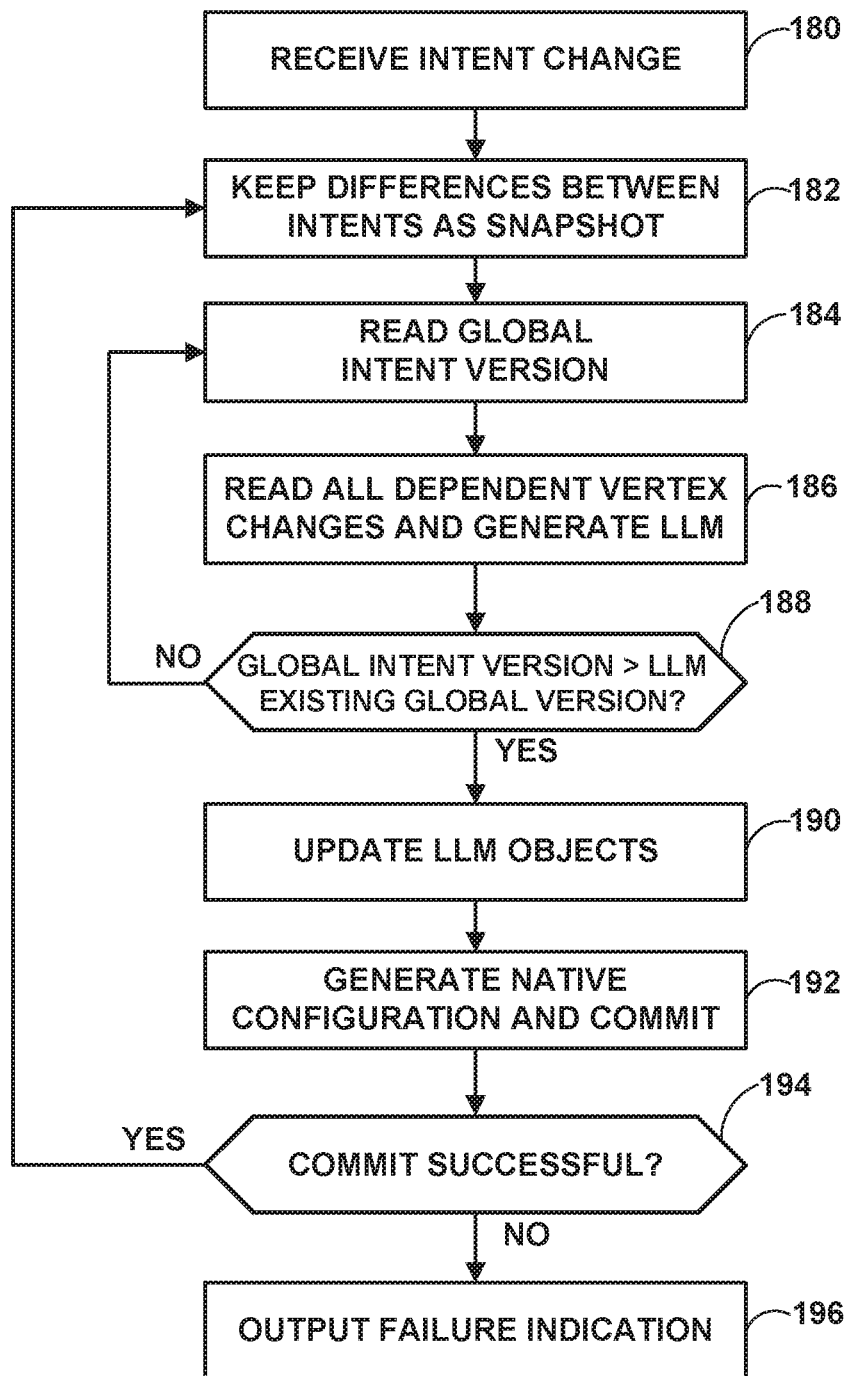 RECEIVE INTENT CHANGE
180
KEEP DIFFERENCES BETWEEN
INTENTS AS SNAPSHOT
182
READ GLOBAL
INTENT VERSION
184
READ ALL DEPENDENT VERTEX
CHANGES AND GENERATE LLM
186
188
NO
GLOBAL INTENT VERSION > LLM
EXISTING GLOBAL VERSION?
YES
UPDATE LLM OBJECTS
190
GENERATE NATIVE
CONFIGURATION AND COMMIT
192
194
YES
COMMIT SUCCESSFUL?
NO
OUTPUT FAILURE INDICATION
196